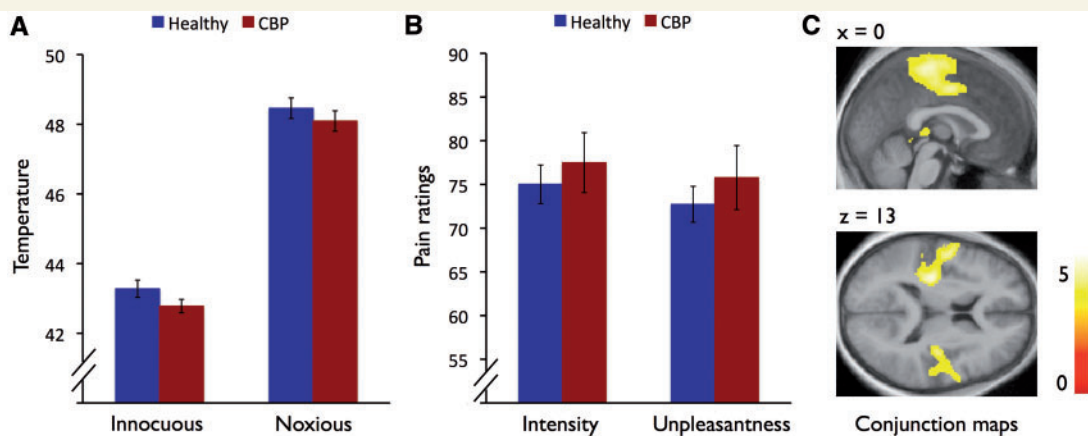 A
Healthy CBP
50
48
46
44
42
Temperature
Innocuous Noxious
B
Healthy CBP
90
85
80
75
70
65
60
55
Pain ratings
Intensity Unpleasantness
C
x = 0
z = 13
5
0
Conjunction maps